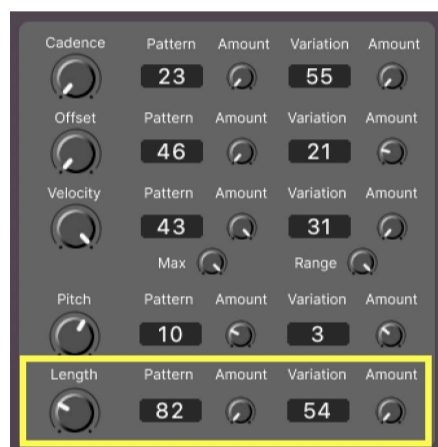 Cadence Pattern Amount Variation Amount
23 55
Offset Pattern Amount Variation Amount
46 21
Velocity Pattern Amount Variation Amount
43 31
Max Range
Pitch Pattern Amount Variation Amount
10 3
Length Pattern Amount Variation Amount
82 54